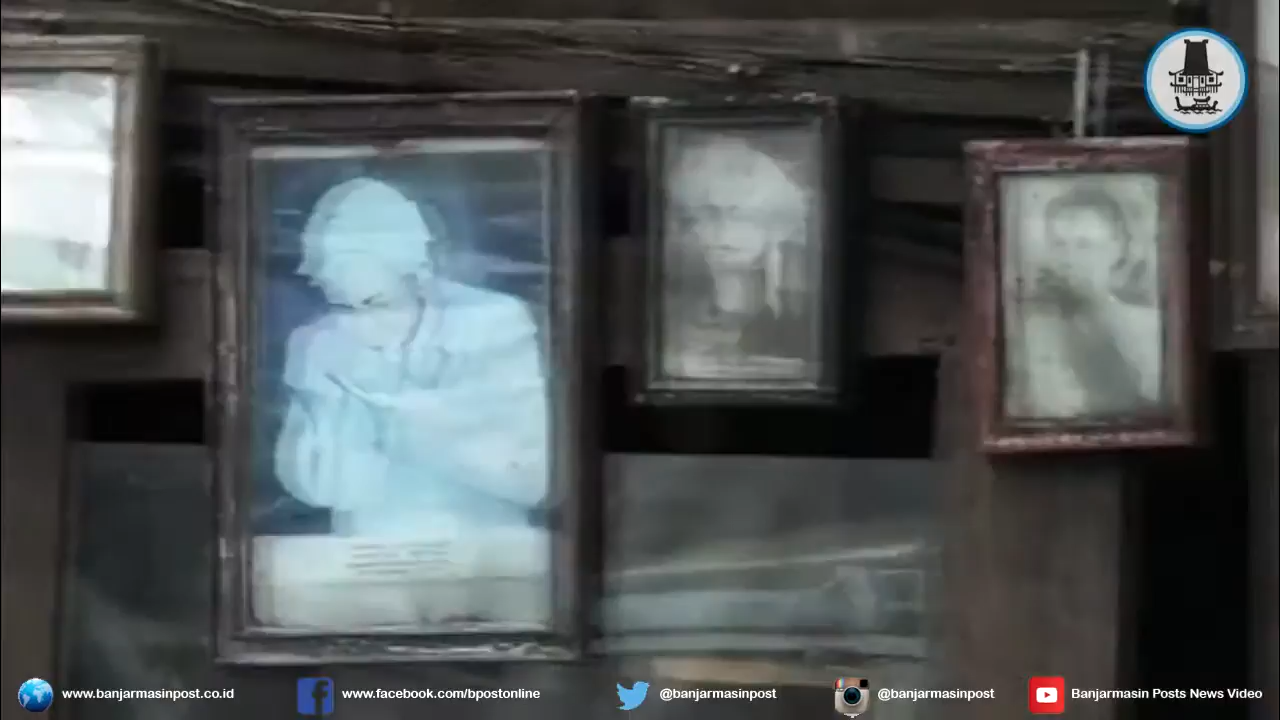 www.banjarmasinpost.co.id
www.facebook.com/bpostonline
@banjarmasinpost
@banjarmasinpost
Banjarmasin Posts News Video